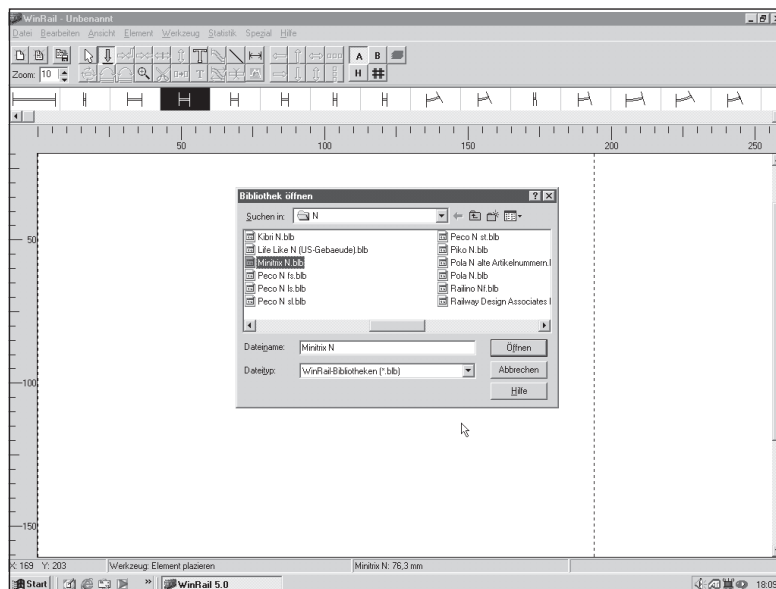 WinRail - Unbenannt
Datei Bearbeiten Ansicht Element Werkzeug Statistik Spezial Hilfe
A B
Zoom: 10 T H
50 100 150 200 250
Bibliothek öffnen
Suchen in: N
Kibri N.blb
Life Like N (US-Gebaeude).blb
Minitrix N.blb
Peco N fs.blb
Peco N ls.blb
Peco N sl.blb
Peco N st.blb
Piko N.blb
Pola N alte Artikelnummern.l
Pola N.blb
Railino Nf.blb
Railway Design Associates
Dateiname: Minitrix N Öffnen
Dateityp: WinRail-Bibliotheken (*.blb) Abbrechen
Hilfe
50
100
150
X: 169 Y: 203 Werkzeug: Element plazieren Minitrix N: 76,3 mm
Start » WinRail 5.0 18:09